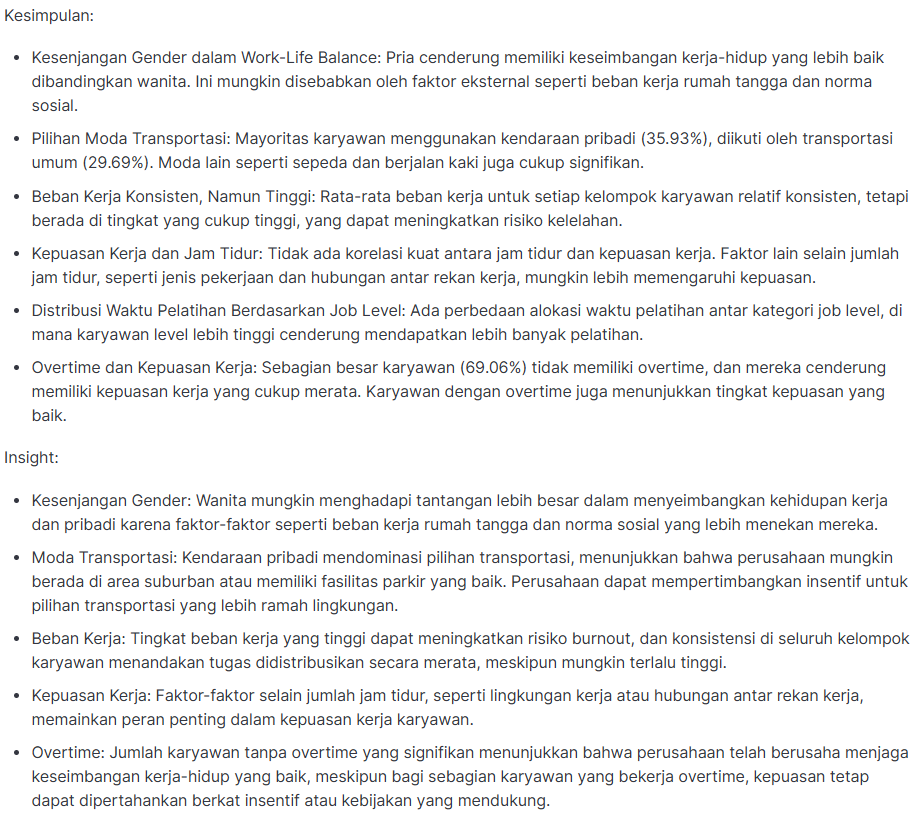 Kesimpulan:
Kesenjangan Gender dalam Work-Life Balance: Pria cenderung memiliki keseimbangan kerja-hidup yang lebih baik
dibandingkan wanita. Ini mungkin disebabkan oleh faktor eksternal seperti beban kerja rumah tangga dan norma
sosial.
Pilihan Moda Transportasi: Mayoritas karyawan menggunakan kendaraan pribadi (35.93%), diikuti oleh transportasi
umum (29.69%). Moda lain seperti sepeda dan berjalan kaki juga cukup signifikan.
Beban Kerja Konsisten, Namun Tinggi: Rata-rata beban kerja untuk setiap kelompok karyawan relatif konsisten, tetapi
berada di tingkat yang cukup tinggi, yang dapat meningkatkan risiko kelelahan.
Kepuasan Kerja dan Jam Tidur: Tidak ada korelasi kuat antara jam tidur dan kepuasan kerja. Faktor lain selain jumlah
jam tidur, seperti jenis pekerjaan dan hubungan antar rekan kerja, mungkin lebih memengaruhi kepuasan.
Distribusi Waktu Pelatihan Berdasarkan Job Level: Ada perbedaan alokasi waktu pelatihan antar kategori job level, di
mana karyawan level lebih tinggi cenderung mendapatkan lebih banyak pelatihan.
Overtime dan Kepuasan Kerja: Sebagian besar karyawan (69.06%) tidak memiliki overtime, dan mereka cenderung
memiliki kepuasan kerja yang cukup merata. Karyawan dengan overtime juga menunjukkan tingkat kepuasan yang
baik.
Insight:
Kesenjangan Gender: Wanita mungkin menghadapi tantangan lebih besar dalam menyeimbangkan kehidupan kerja
dan pribadi karena faktor-faktor seperti beban kerja rumah tangga dan norma sosial yang lebih menekan mereka.
Moda Transportasi: Kendaraan pribadi mendominasi pilihan transportasi, menunjukkan bahwa perusahaan mungkin
berada di area suburban atau memiliki fasilitas parkir yang baik. Perusahaan dapat mempertimbangkan insentif untuk
pilihan transportasi yang lebih ramah lingkungan.
Beban Kerja: Tingkat beban kerja yang tinggi dapat meningkatkan risiko burnout, dan konsistensi di seluruh kelompok
karyawan menandakan tugas didistribusikan secara merata, meskipun mungkin terlalu tinggi.
Kepuasan Kerja: Faktor-faktor selain jumlah jam tidur, seperti lingkungan kerja atau hubungan antar rekan kerja,
memainkan peran penting dalam kepuasan kerja karyawan.
Overtime: Jumlah karyawan tanpa overtime yang signifikan menunjukkan bahwa perusahaan telah berusaha menjaga
keseimbangan kerja-hidup yang baik, meskipun bagi sebagian karyawan yang bekerja overtime, kepuasan tetap
dapat dipertahankan berkat insentif atau kebijakan yang mendukung.